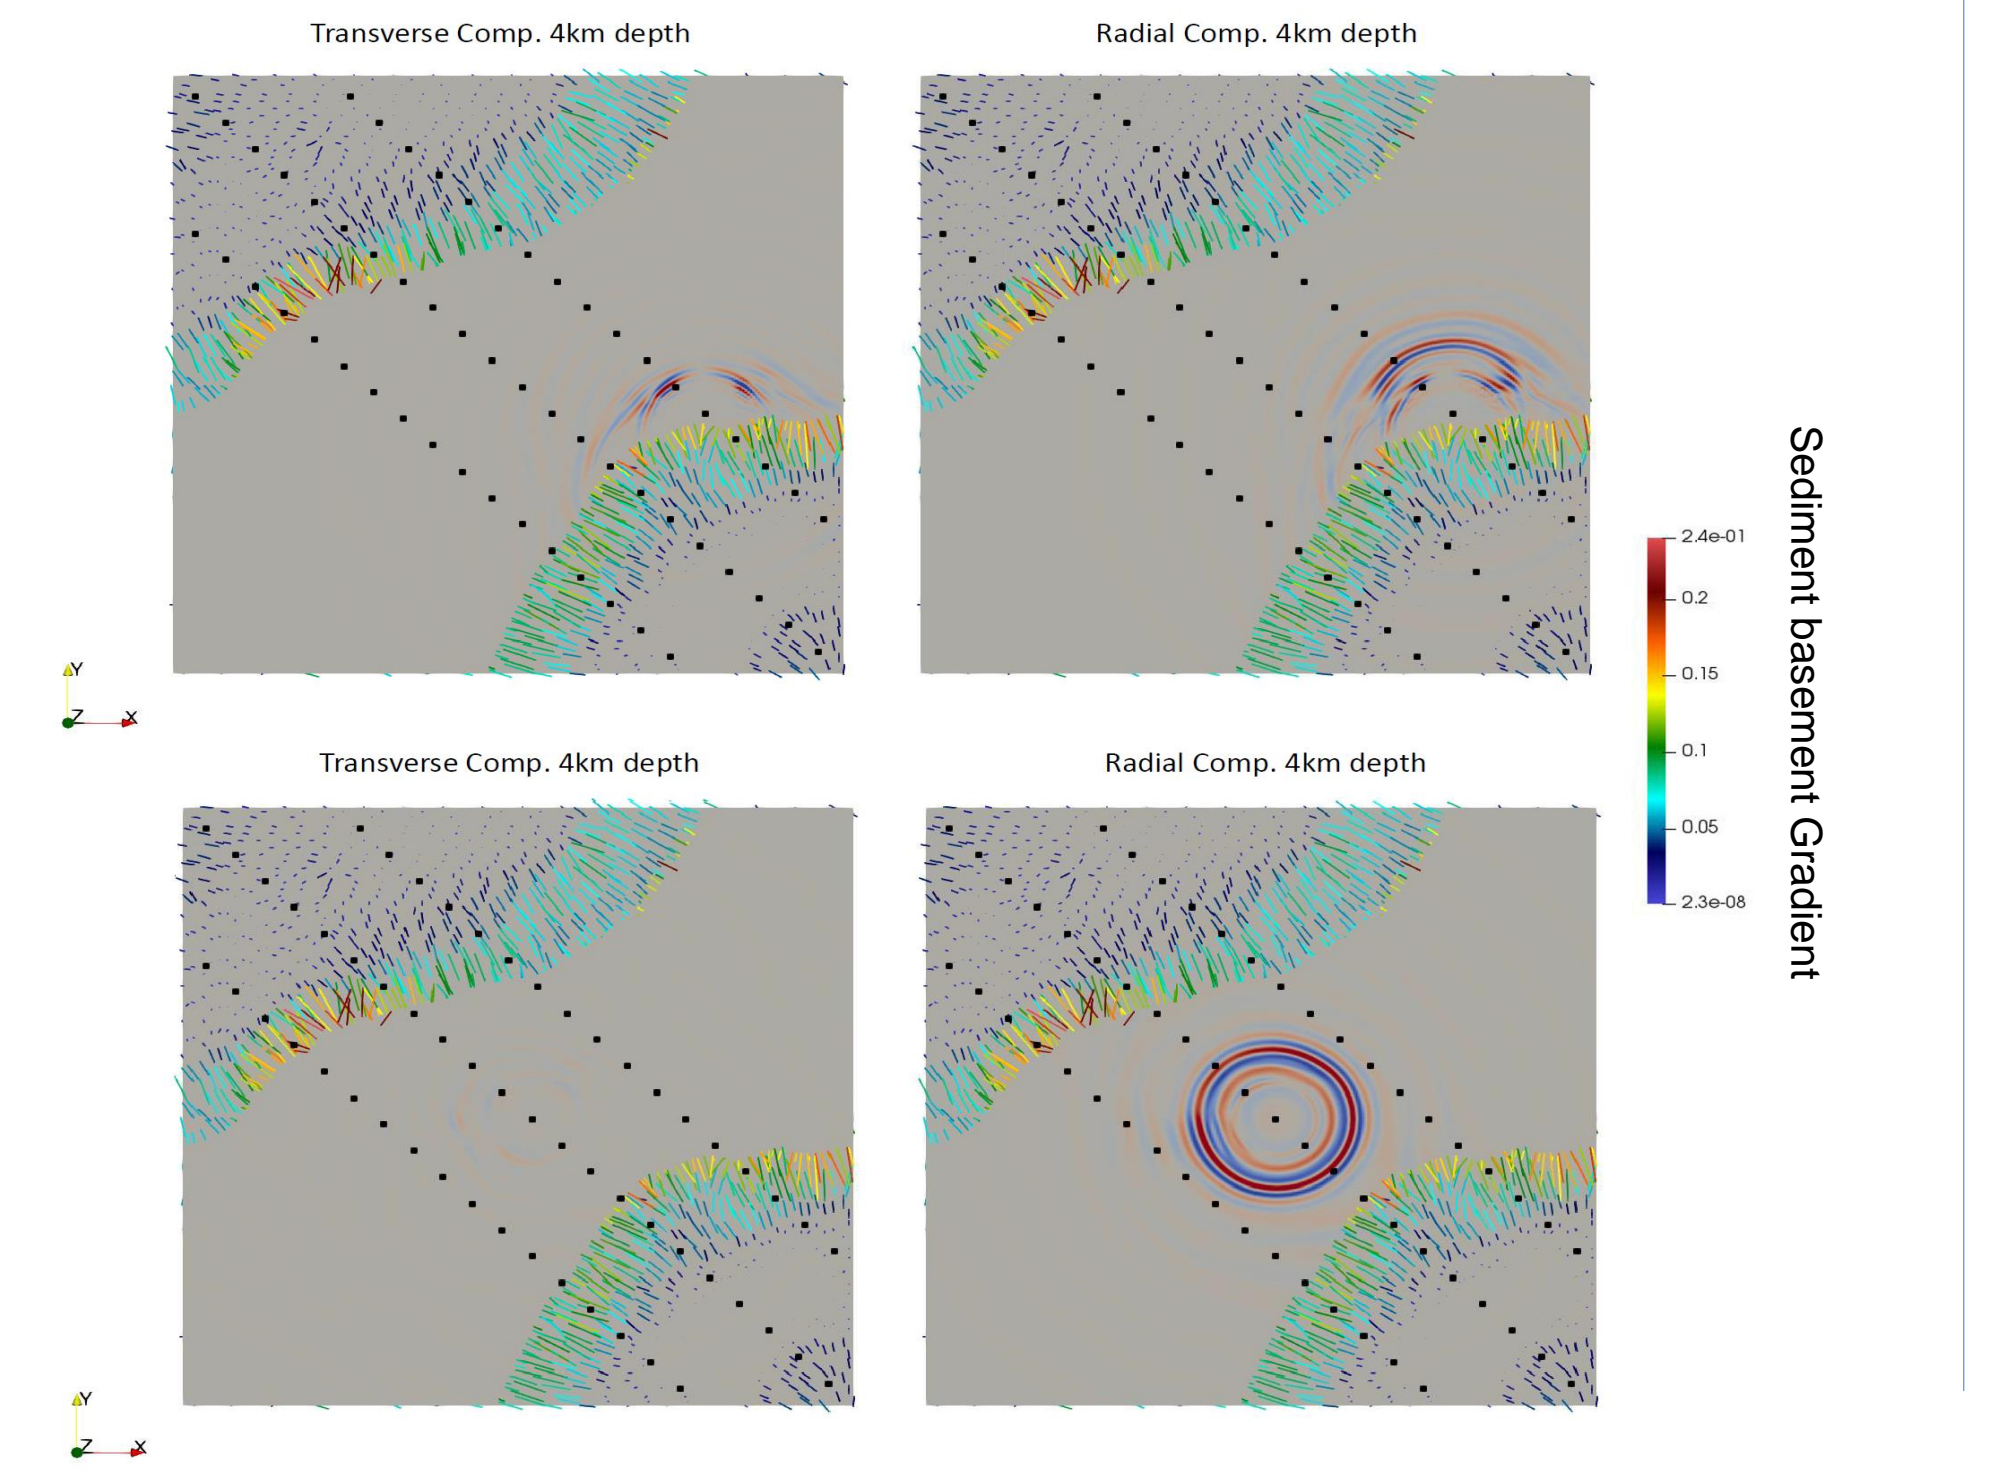 Transverse Comp. 4km depth
Radial Comp. 4km depth
Y
Z
X
2.4e-01
0.2
0.15
0.1
0.05
2.3e-08
Sediment basement Gradient
Transverse Comp. 4km depth
Radial Comp. 4km depth
Y
Z
X